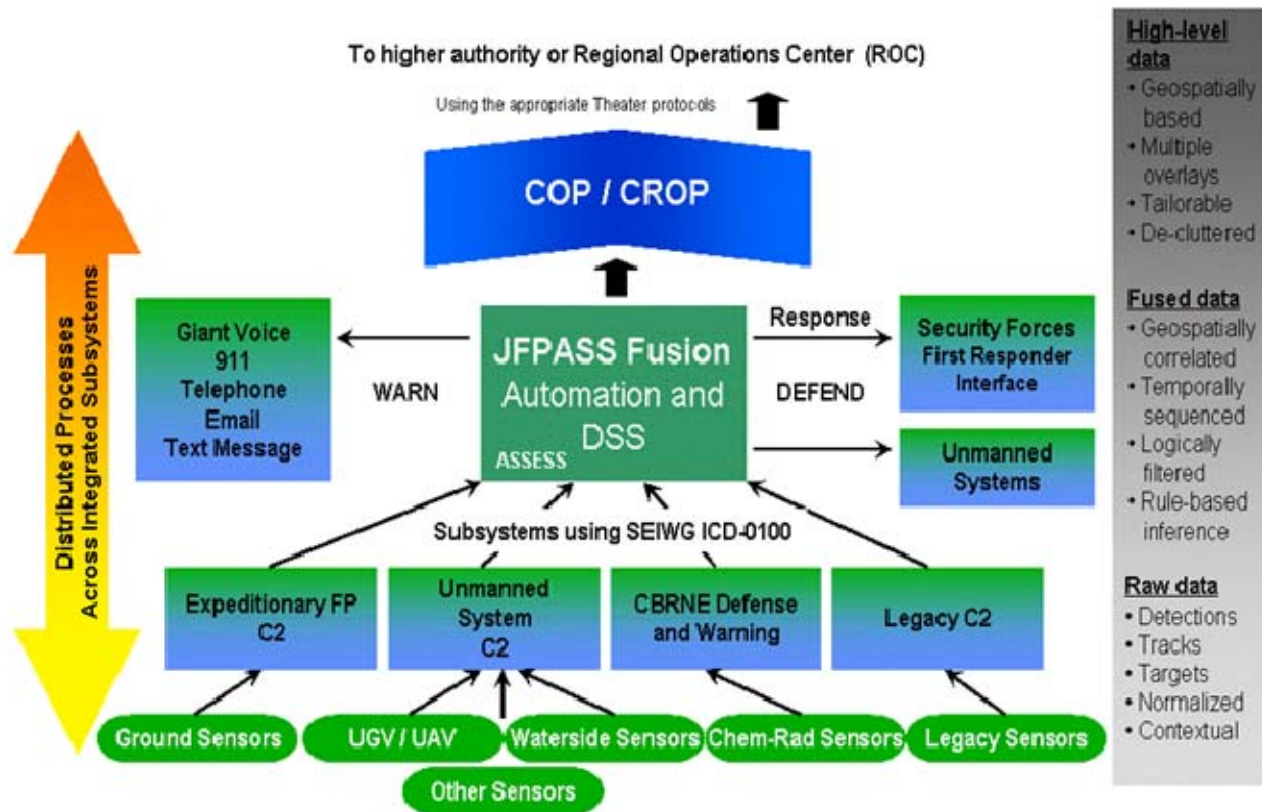 To higher authority or Regional Operations Center (ROC)
Using the appropriate Theater protocols
COP / CROP
Distributed Processes
Across Integrated Subsystems
Giant Voice
911
Telephone
Email
Text Message
WARN
JFPASS Fusion
Automation and
DSS
ASSESS
Response
DEFEND
Security Forces
First Responder
Interface
Unmanned
Systems
Subsystems using SEIWG ICD-0100
Expeditionary FP
C2
Unmanned
System
C2
CBRNE Defense
and Warning
Legacy C2
Ground Sensors
UGV / UAV
Waterside Sensors
Chem-Rad Sensors
Legacy Sensors
Other Sensors
High-level
data
• Geospatially
based
• Multiple
overlays
• Tailorable
• De-cluttered
Fused data
• Geospatially
correlated
• Temporally
sequenced
• Logically
filtered
• Rule-based
inference
Raw data
• Detections
• Tracks
• Targets
• Normalized
• Contextual